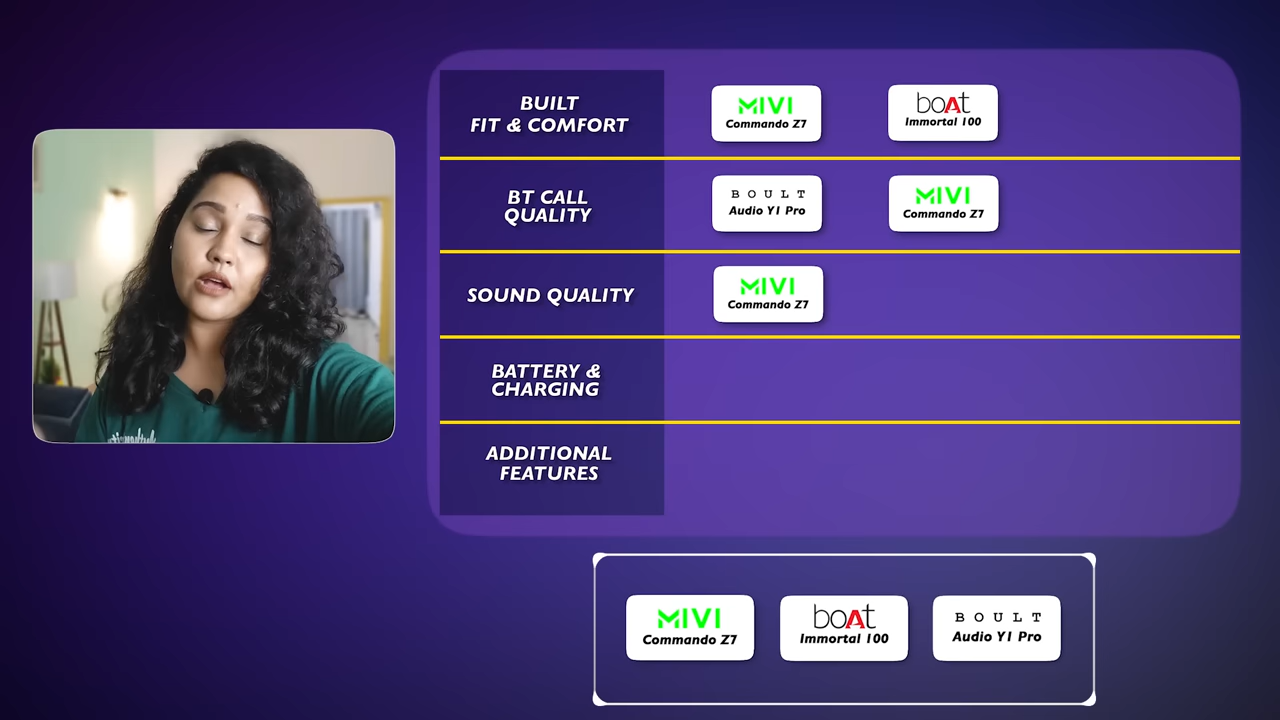 BUILT
FIT & COMFORT
MIVI
Commando Z7
boAt
Immortal 100
BT CALL
QUALITY
BOULT
Audio Y1 Pro
MIVI
Commando Z7
SOUND QUALITY
MIVI
Commando Z7
BATTERY &
CHARGING
ADDITIONAL
FEATURES
MIVI
Commando Z7
boAt
Immortal 100
BOULT
Audio Y1 Pro